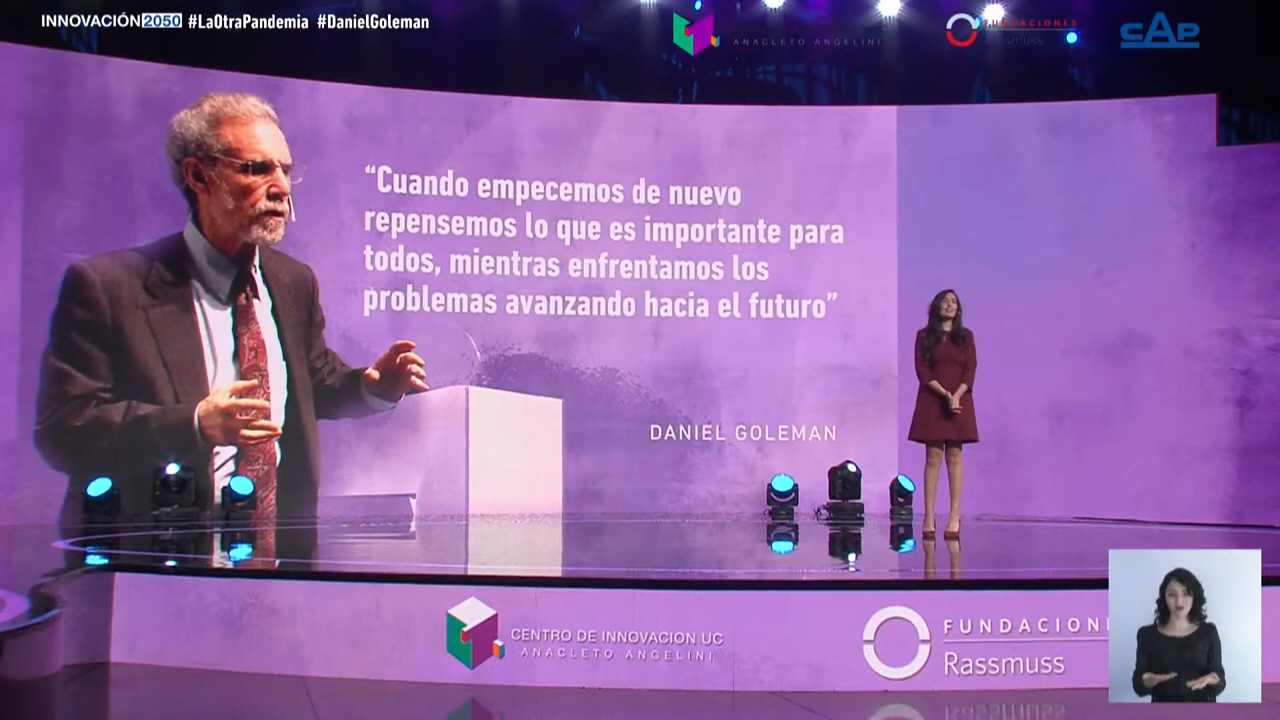 INNOVACIÓN2050 #LaOtraPandemia #DanielGoleman
ANACLETO ANGELINI
FUNDACIONES
Rassmuss
CAP
“Cuando empecemos de nuevo
repensemos lo que es importante para
todos, mientras enfrentamos los
problemas avanzando hacia el futuro”
DANIEL GOLEMAN
CENTRO DE INNOVACION UC
ANACLETO ANGELINI
FUNDACION
Rassmuss